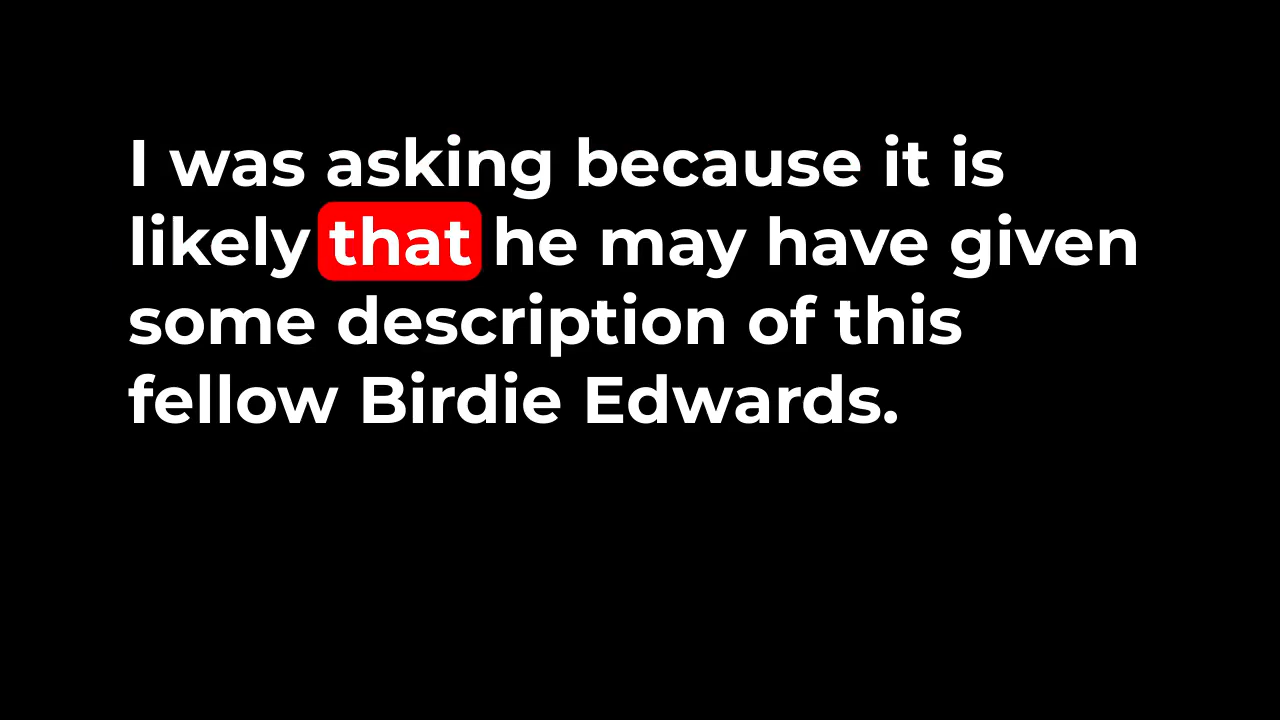 I was asking because it is
likely that he may have given
some description of this
fellow Birdie Edwards.